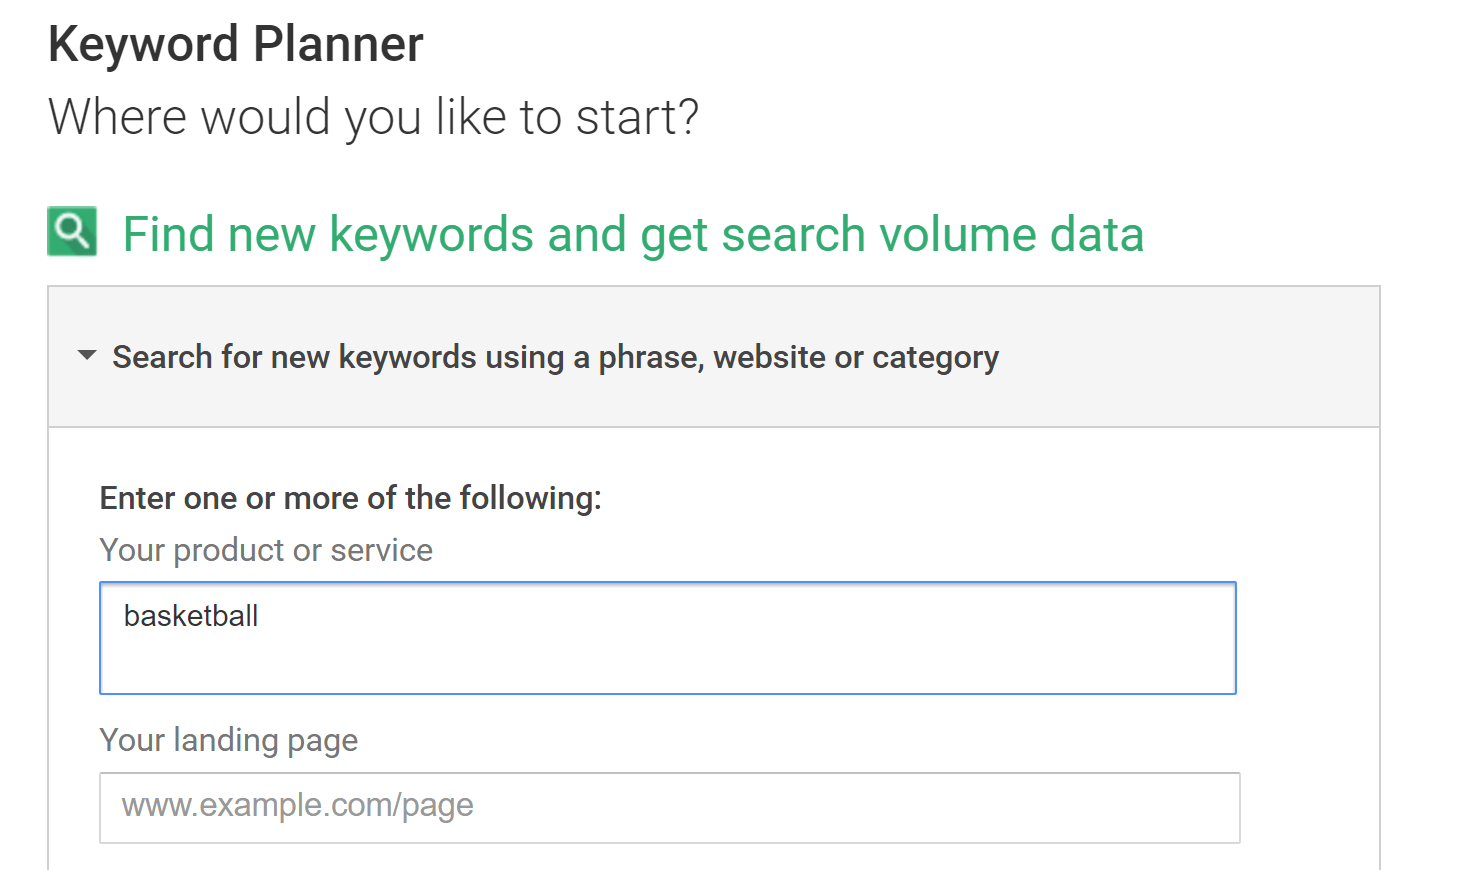 Keyword Planner
Where would you like to start?
Find new keywords and get search volume data
Search for new keywords using a phrase, website or category
Enter one or more of the following:
Your product or service
basketball
Your landing page
www.example.com/page